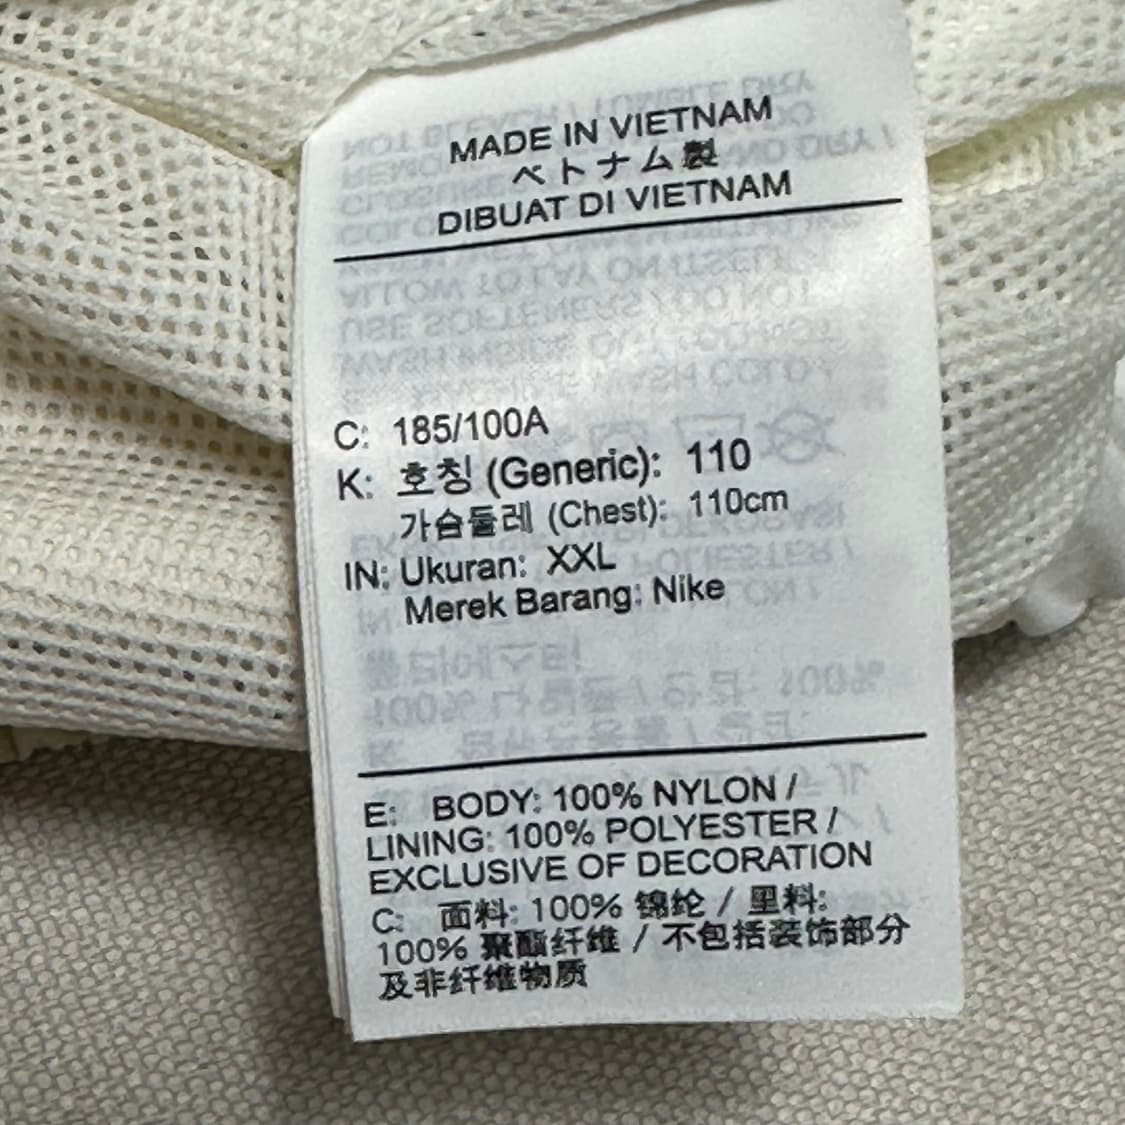 MADE IN VIETNAM
ベトナム製
DIBUAT DI VIETNAM
C: 185/100A
K: 호칭 (Generic): 110
가슴둘레 (Chest): 110cm
IN: Ukuran: XXL
Merek Barang: Nike
E: BODY: 100% NYLON /
LINING: 100% POLYESTER /
EXCLUSIVE OF DECORATION
C: 面料: 100% 锦纶 / 里料:
100% 聚酯纤维 / 不包括装饰部分
及非纤维物质